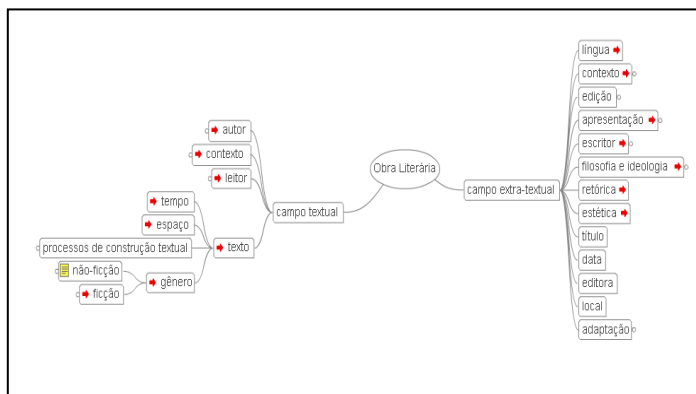 Obra Literária
campo textual
autor
contexto
leitor
texto
tempo
espaço
processos de construção textual
gênero
não-ficção
ficção
campo extra-textual
língua
contexto
edição
apresentação
escritor
filosofia e ideologia
retórica
estética
título
data
editora
local
adaptação